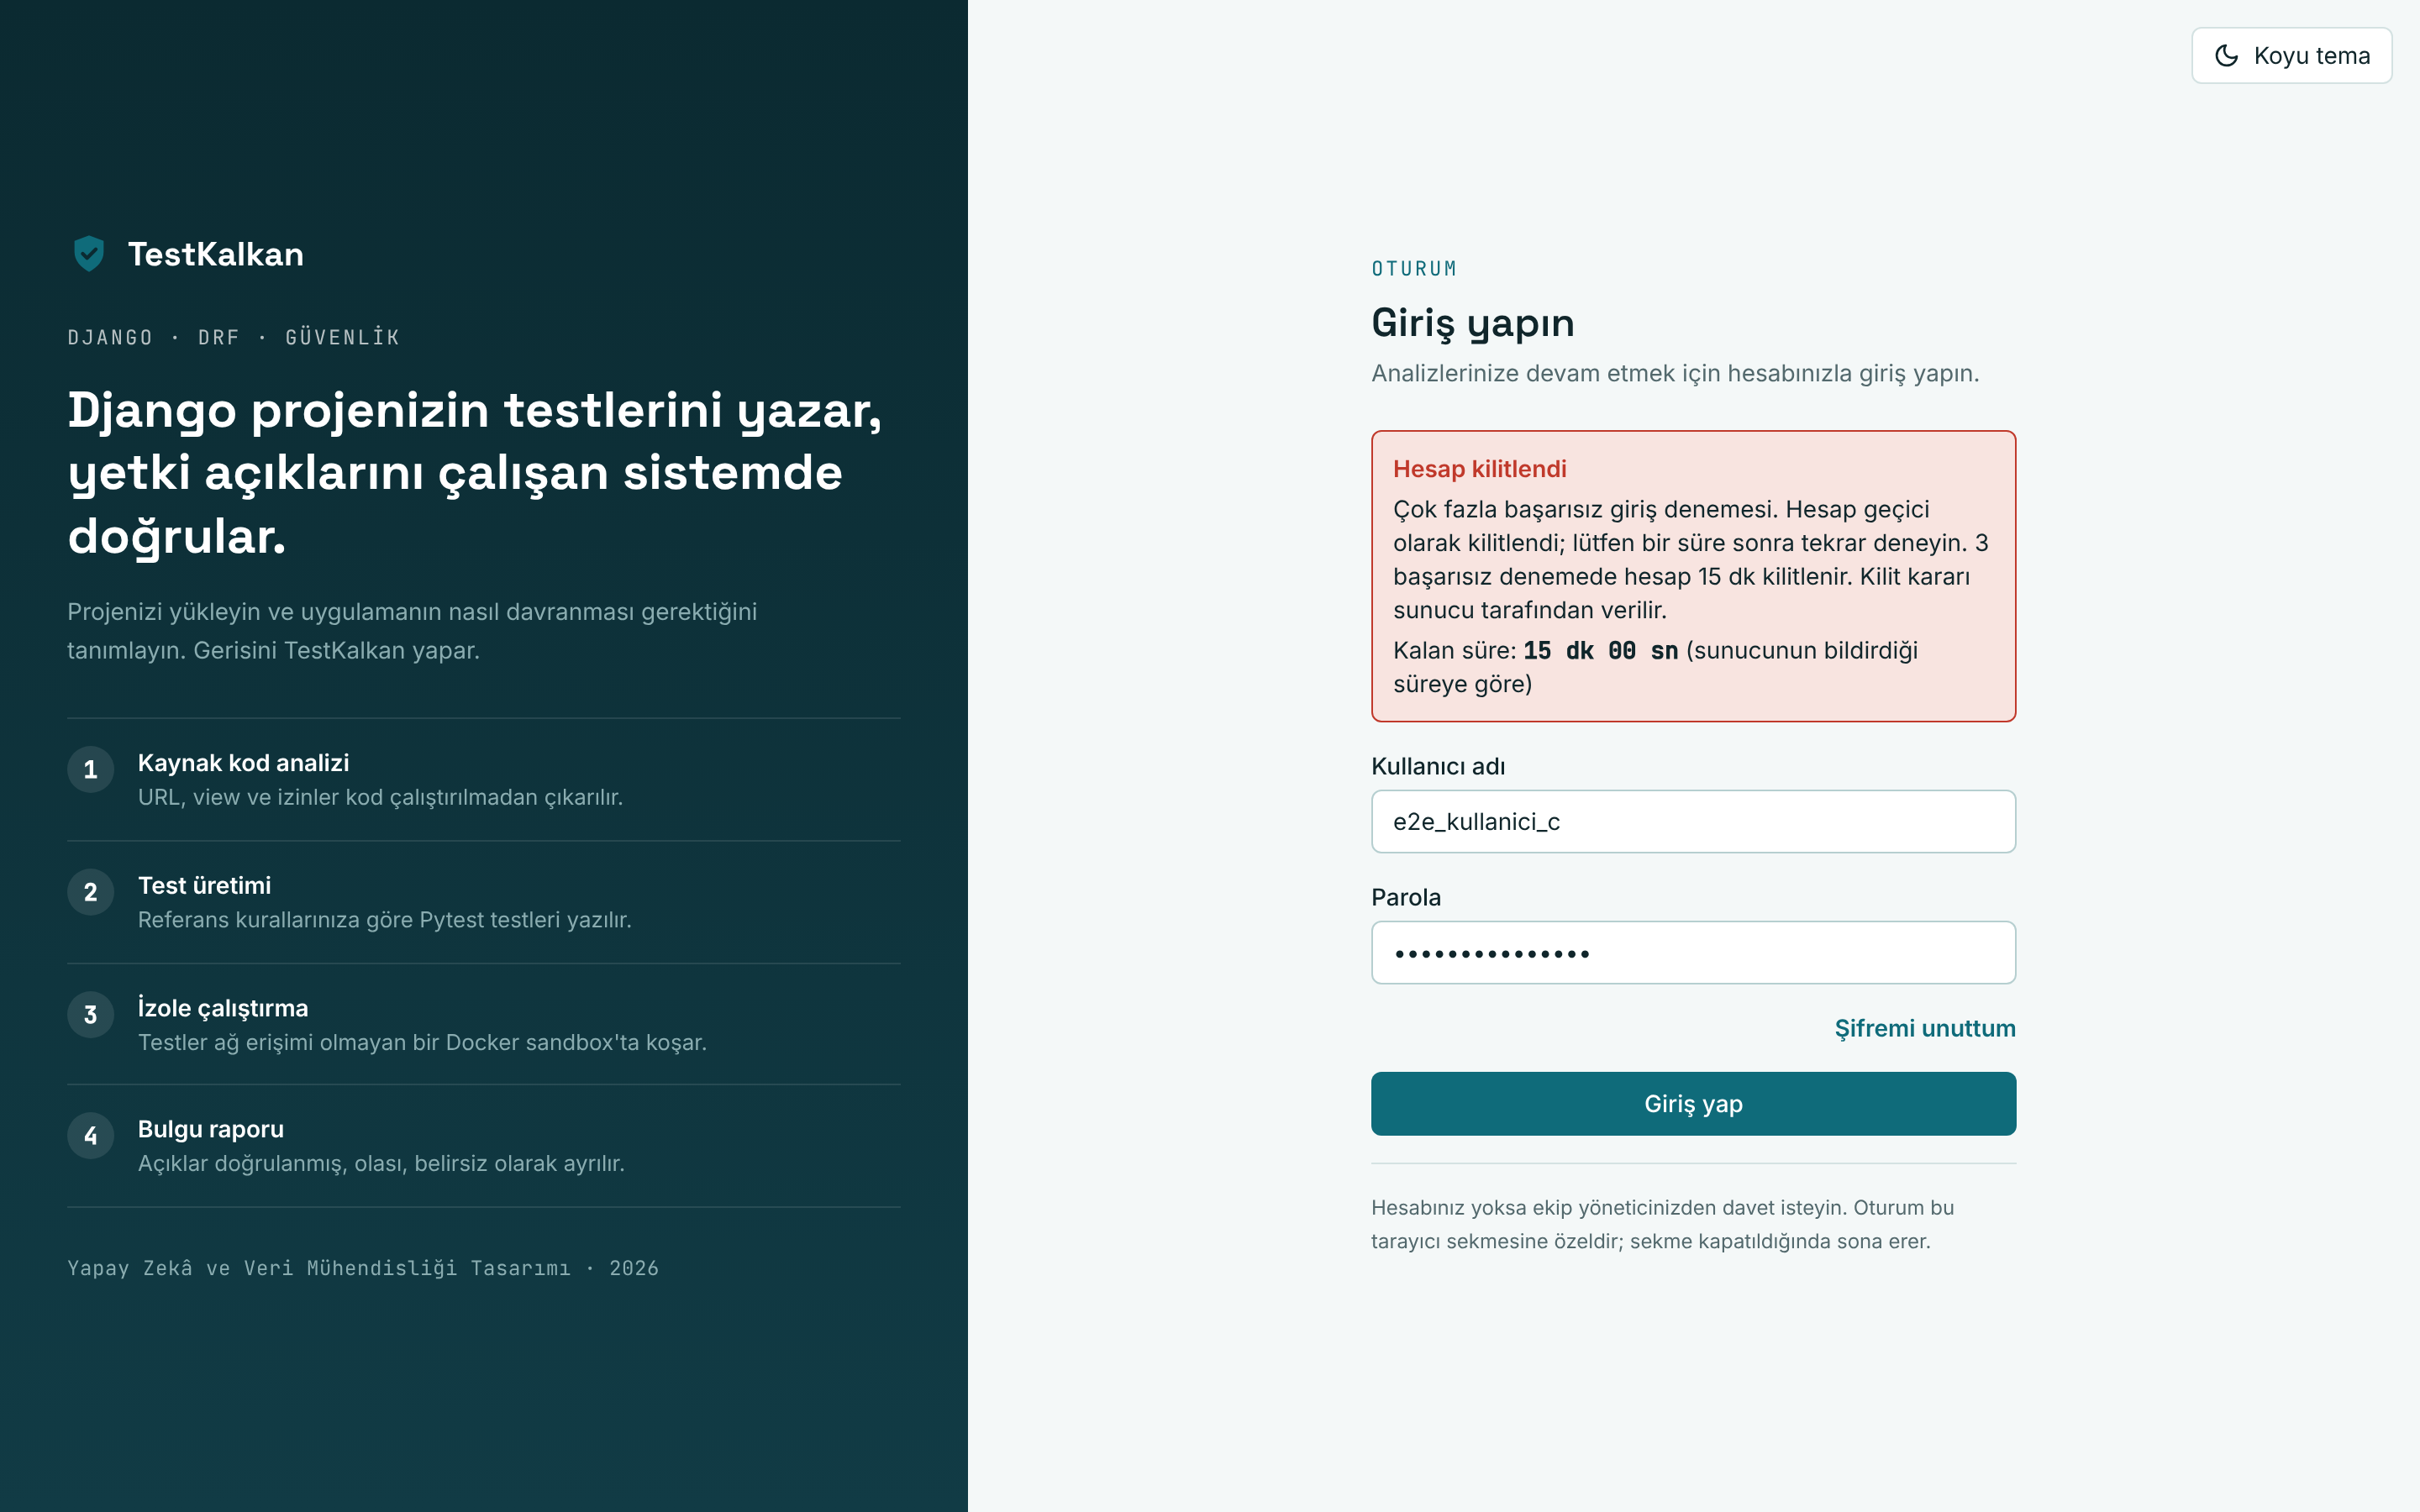 TestKalkan
DJANGO · DRF · GÜVENLİK
Django projenizin testlerini yazar,
yetki açıklarını çalışan sistemde
doğrular.
Projenizi yükleyin ve uygulamanın nasıl davranması gerektiğini
tanımlayın. Gerisini TestKalkan yapar.
1 Kaynak kod analizi
URL, view ve izinler kod çalıştırılmadan çıkarılır.
2 Test üretimi
Referans kurallarınıza göre Pytest testleri yazılır.
3 İzole çalıştırma
Testler ağ erişimi olmayan bir Docker sandbox'ta koşar.
4 Bulgu raporu
Açıklar doğrulanmış, olası, belirsiz olarak ayrılır.
Yapay Zekâ ve Veri Mühendisliği Tasarımı · 2026
Koyu tema
OTURUM
Giriş yapın
Analizlerinize devam etmek için hesabınızla giriş yapın.
Hesap kilitlendi
Çok fazla başarısız giriş denemesi. Hesap geçici
olarak kilitlendi; lütfen bir süre sonra tekrar deneyin. 3
başarısız denemede hesap 15 dk kilitlenir. Kilit kararı
sunucu tarafından verilir.
Kalan süre: 15 dk 00 sn (sunucunun bildirdiği
süreye göre)
Kullanıcı adı
e2e_kullanici_c
Parola
•••••••••••••••
Şifremi unuttum
Giriş yap
Hesabınız yoksa ekip yöneticinizden davet isteyin. Oturum bu
tarayıcı sekmesine özeldir; sekme kapatıldığında sona erer.